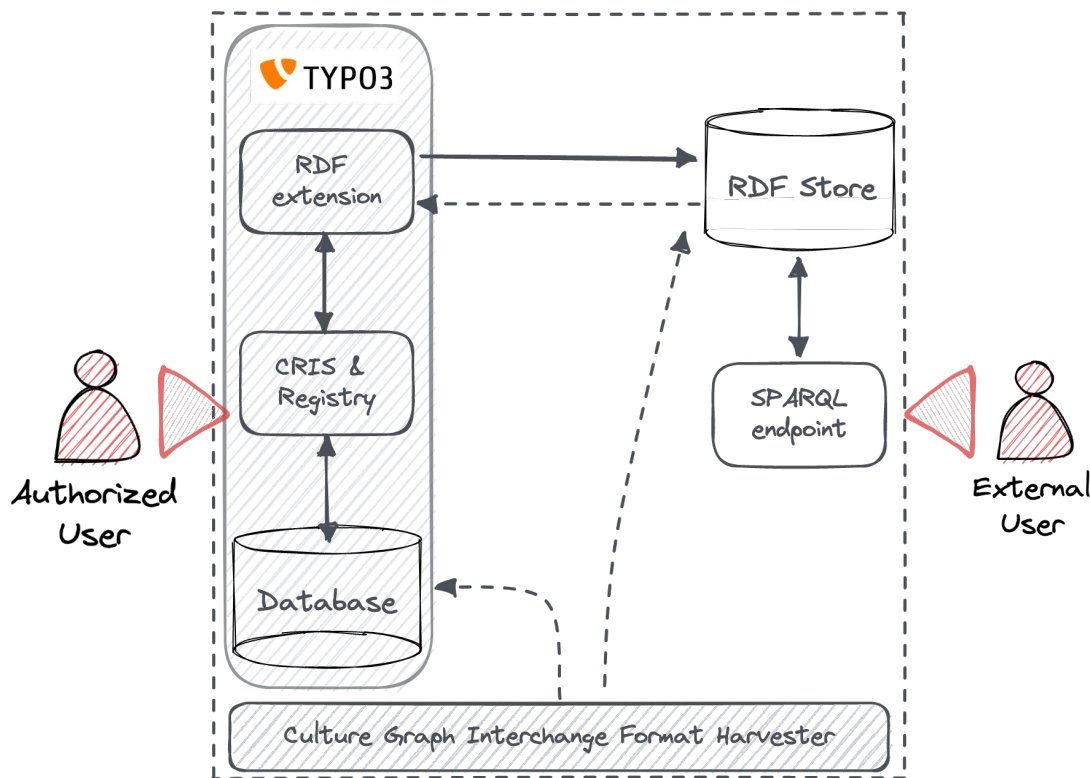 TYPO3
RDF
extension
RDF Store
CRIS &
Registry
SPARQL
endpoint
Authorized
User
External
User
Database
Culture Graph Interchange Format Harvester